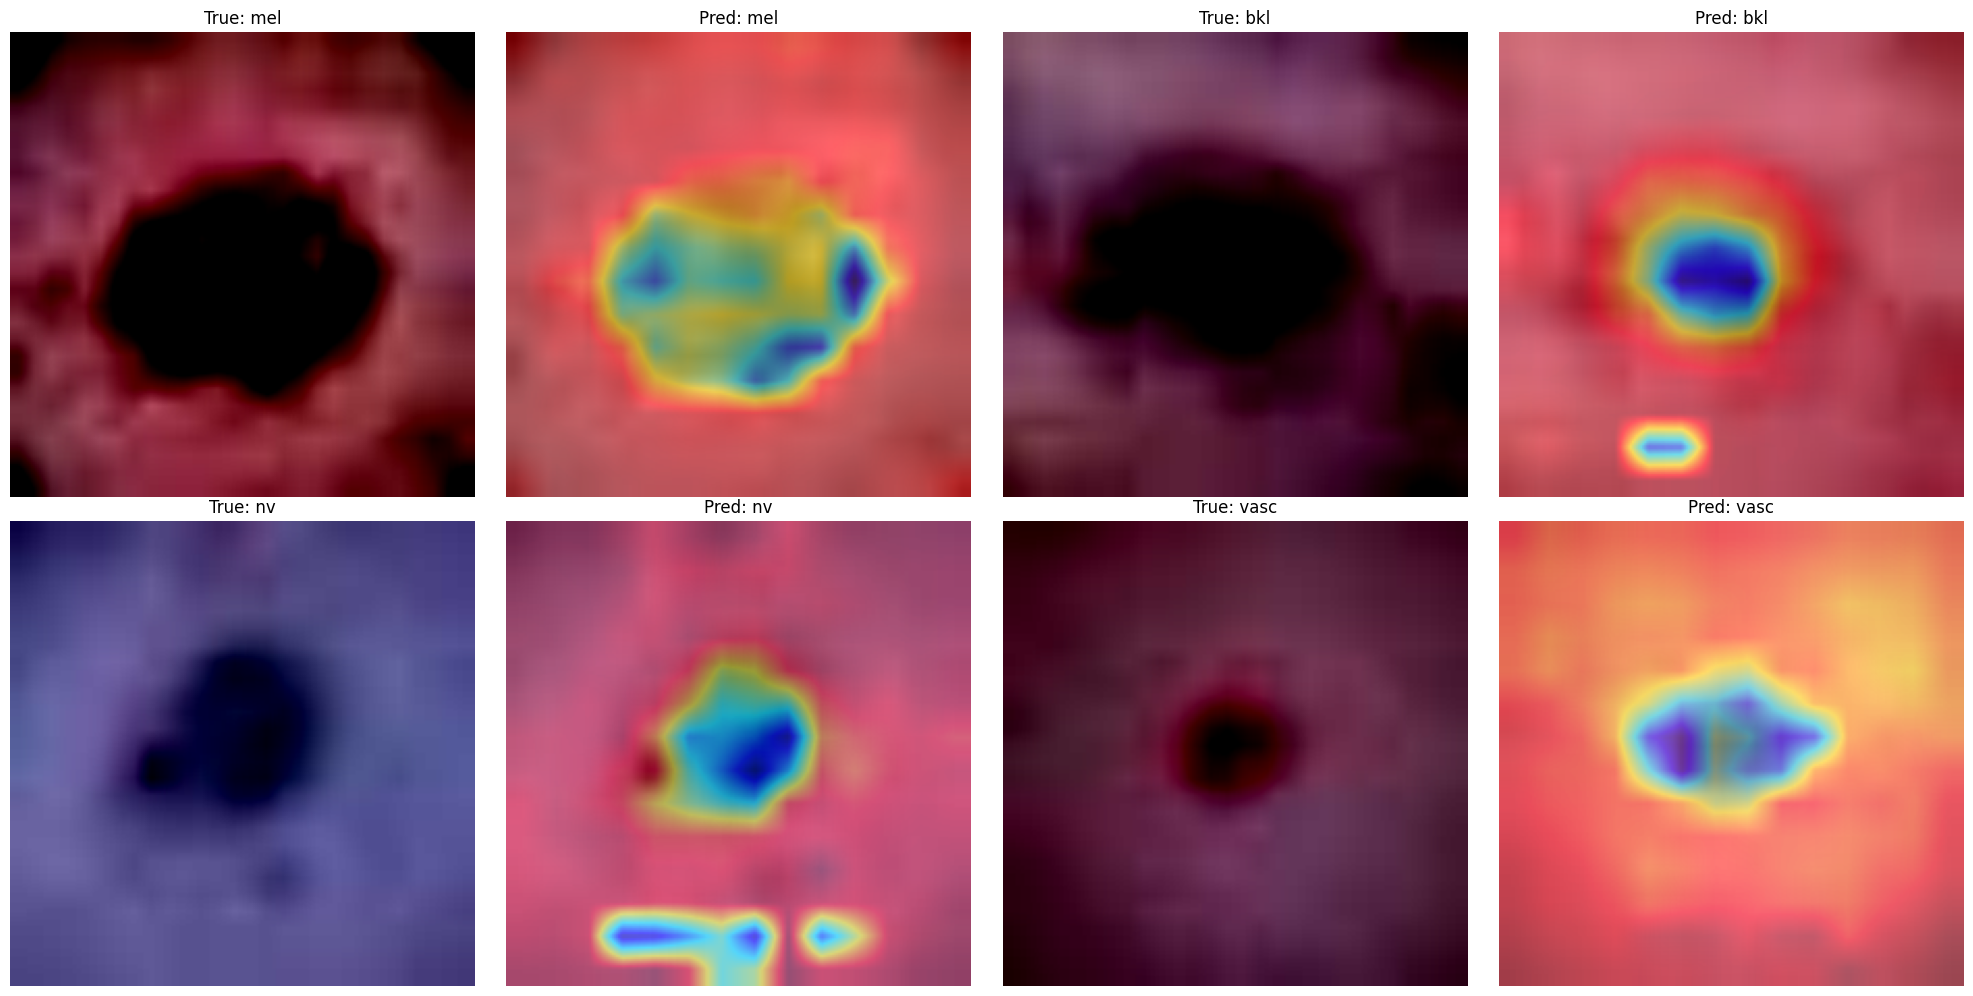 True: mel
Pred: mel
True: bkl
Pred: bkl
True: nv
Pred: nv
True: vasc
Pred: vasc